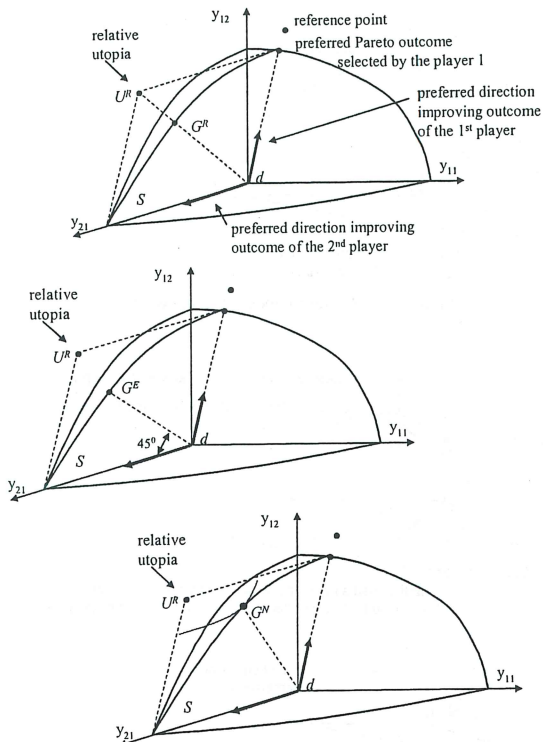 y12
reference point
relative
utopia
preferred Pareto outcome
selected by the player 1
U^R
G^R
preferred direction
improving outcome
of the 1st player
S
d
y11
y21
preferred direction improving
outcome of the 2nd player
y12
relative
utopia
U^R
G^E
45^0
S
d
y11
y21
y12
relative
utopia
U^R
G^N
S
d
y11
y21